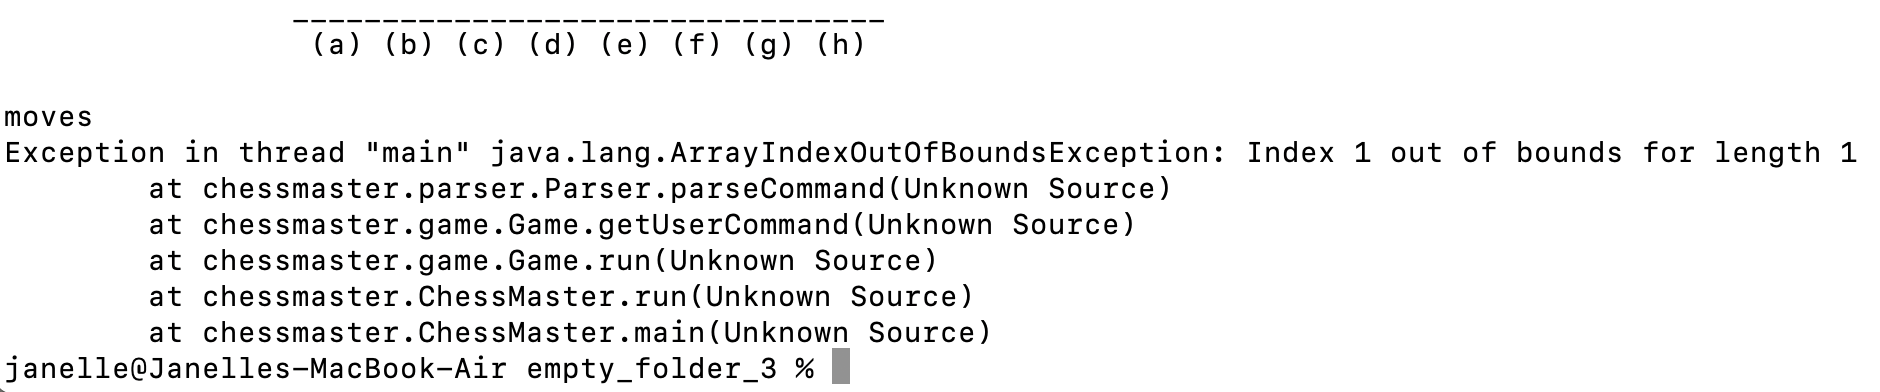 _________________________________
(a) (b) (c) (d) (e) (f) (g) (h)
moves
Exception in thread "main" java.lang.ArrayIndexOutOfBoundsException: Index 1 out of bounds for length 1
at chessmaster.parser.Parser.parseCommand(Unknown Source)
at chessmaster.game.Game.getUserCommand(Unknown Source)
at chessmaster.game.Game.run(Unknown Source)
at chessmaster.ChessMaster.run(Unknown Source)
at chessmaster.ChessMaster.main(Unknown Source)
janelle@Janelles-MacBook-Air empty_folder_3 %